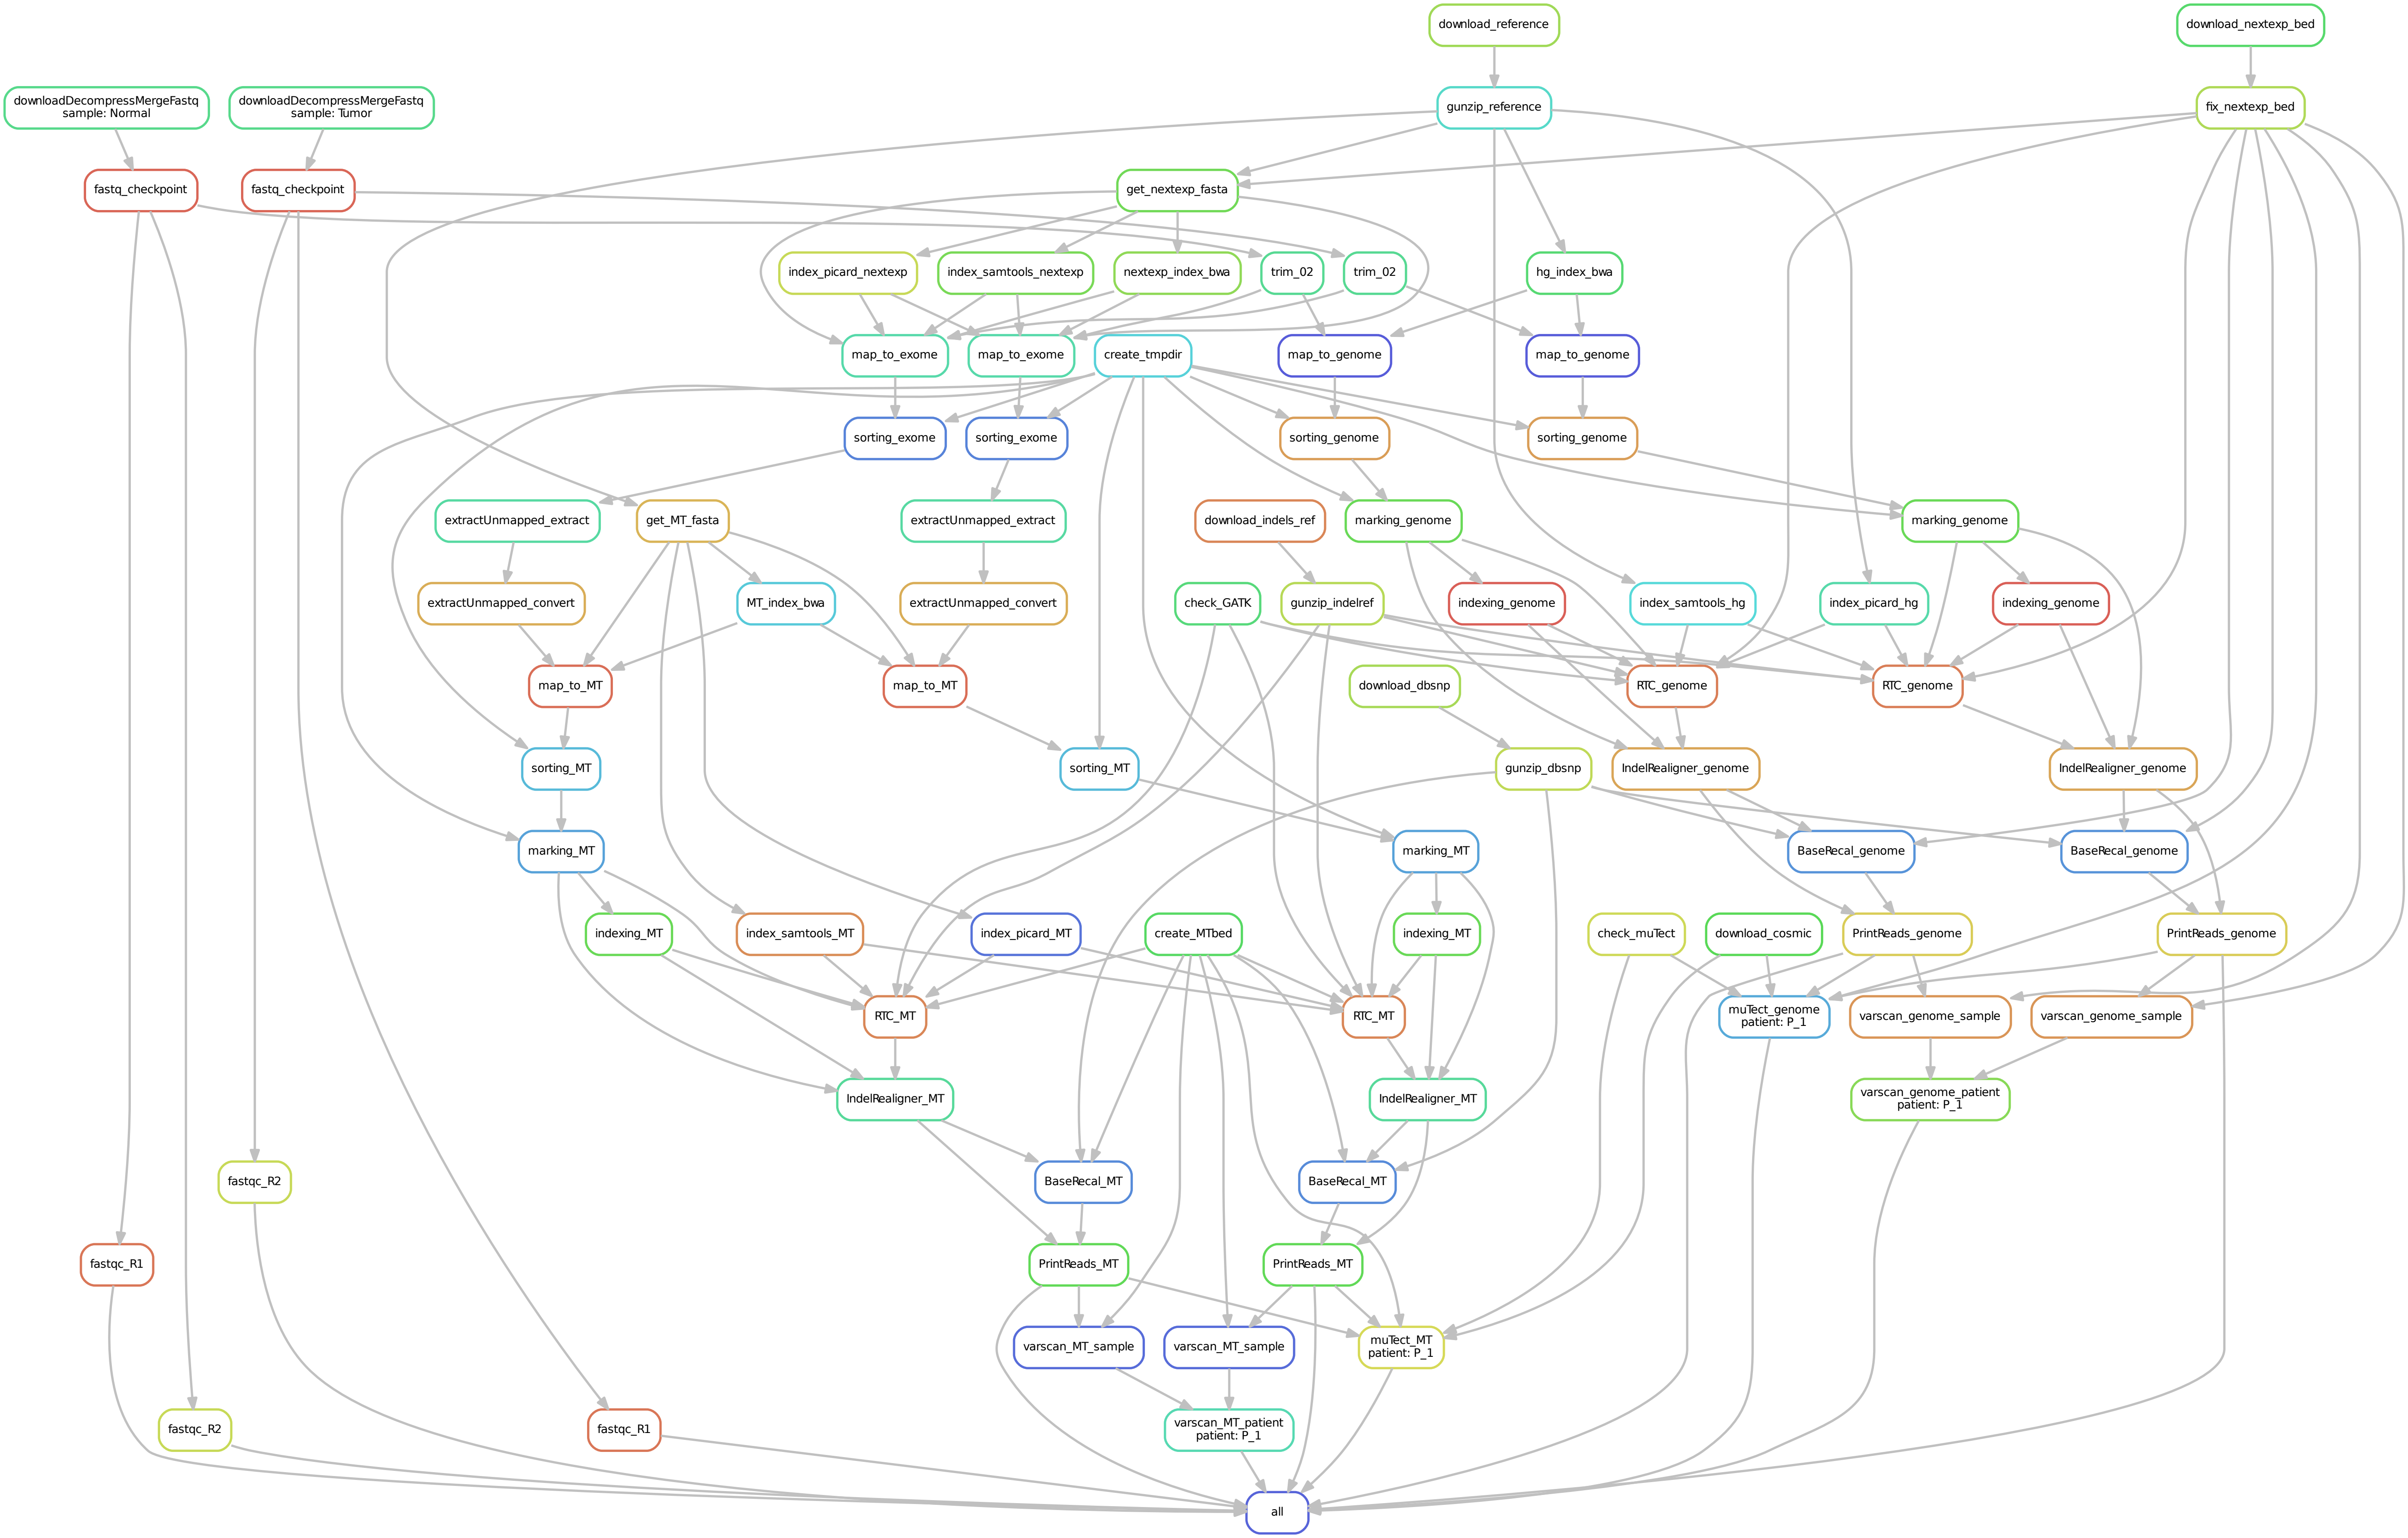 download_reference
download_nextexp_bed
downloadDecompressMergeFastq
sample: Normal
downloadDecompressMergeFastq
sample: Tumor
gunzip_reference
fix_nextexp_bed
fastq_checkpoint
fastq_checkpoint
get_nextexp_fasta
index_picard_nextexp
index_samtools_nextexp
nextexp_index_bwa
trim_02
trim_02
hg_index_bwa
map_to_exome
map_to_exome
create_tmpdir
map_to_genome
map_to_genome
sorting_exome
sorting_exome
sorting_genome
sorting_genome
extractUnmapped_extract
get_MT_fasta
extractUnmapped_extract
download_indels_ref
marking_genome
marking_genome
extractUnmapped_convert
MT_index_bwa
extractUnmapped_convert
check_GATK
gunzip_indelref
indexing_genome
index_samtools_hg
index_picard_hg
indexing_genome
map_to_MT
map_to_MT
download_dbsnp
RTC_genome
RTC_genome
sorting_MT
sorting_MT
gunzip_dbsnp
IndelRealigner_genome
IndelRealigner_genome
marking_MT
marking_MT
BaseRecal_genome
BaseRecal_genome
indexing_MT
index_samtools_MT
index_picard_MT
create_MTbed
indexing_MT
check_muTect
download_cosmic
PrintReads_genome
PrintReads_genome
RTC_MT
RTC_MT
muTect_genome
patient: P_1
varscan_genome_sample
varscan_genome_sample
IndelRealigner_MT
IndelRealigner_MT
varscan_genome_patient
patient: P_1
fastqc_R2
BaseRecal_MT
BaseRecal_MT
fastqc_R1
PrintReads_MT
PrintReads_MT
varscan_MT_sample
varscan_MT_sample
muTect_MT
patient: P_1
fastqc_R2
fastqc_R1
varscan_MT_patient
patient: P_1
all